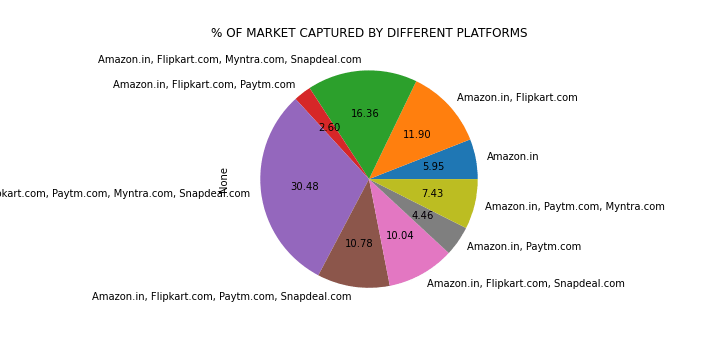 % OF MARKET CAPTURED BY DIFFERENT PLATFORMS
Amazon.in, Flipkart.com, Myntra.com, Snapdeal.com
Amazon.in, Flipkart.com, Paytm.com
Amazon.in, Flipkart.com
16.36
2.60
11.90
Amazon.in
5.95
None
30.48
kart.com, Paytm.com, Myntra.com, Snapdeal.com
7.43
Amazon.in, Paytm.com, Myntra.com
4.46
10.04
10.78
Amazon.in, Paytm.com
Amazon.in, Flipkart.com, Snapdeal.com
Amazon.in, Flipkart.com, Paytm.com, Snapdeal.com